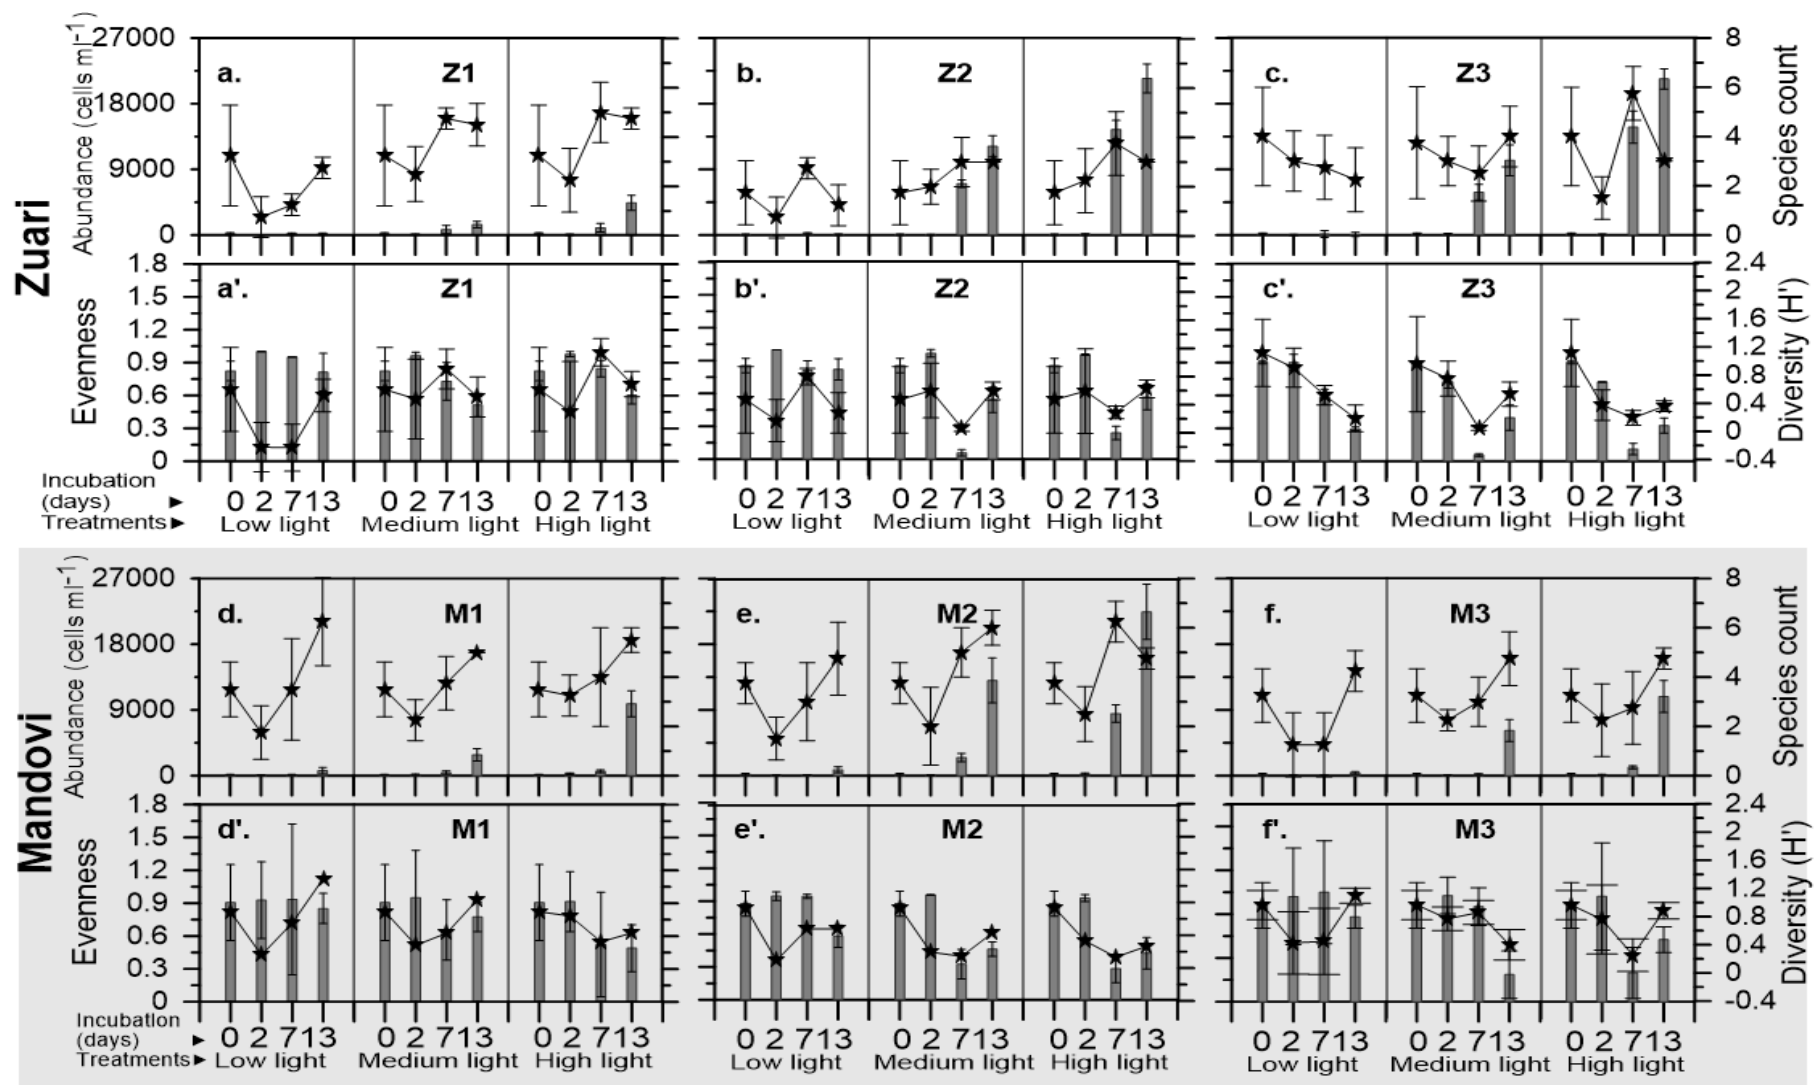 Zuari
Abundance (cells ml⁻¹)
27000
18000
9000
0
a. Z1
b. Z2
c. Z3
8
6
4
2
0
Species count
Evenness
1.8
1.5
1.2
0.9
0.6
0.3
0
a'. Z1
b'. Z2
c'. Z3
2.4
2
1.6
1.2
0.8
0.4
0
-0.4
Diversity (H')
Incubation
(days) ►
0 2 7 13 0 2 7 13 0 2 7 13 0 2 7 13 0 2 7 13 0 2 7 13 0 2 7 13 0 2 7 13 0 2 7 13
Treatments► Low light Medium light High light Low light Medium light High light Low light Medium light High light
Mandovi
Abundance (cells ml⁻¹)
27000
18000
9000
0
d. M1
e. M2
f. M3
8
6
4
2
0
Species count
Evenness
1.8
1.5
1.2
0.9
0.6
0.3
0
d'. M1
e'. M2
f'. M3
2.4
2
1.6
1.2
0.8
0.4
0
-0.4
Diversity (H')
Incubation
(days) ►
0 2 7 13 0 2 7 13 0 2 7 13 0 2 7 13 0 2 7 13 0 2 7 13 0 2 7 13 0 2 7 13 0 2 7 13
Treatments► Low light Medium light High light Low light Medium light High light Low light Medium light High light